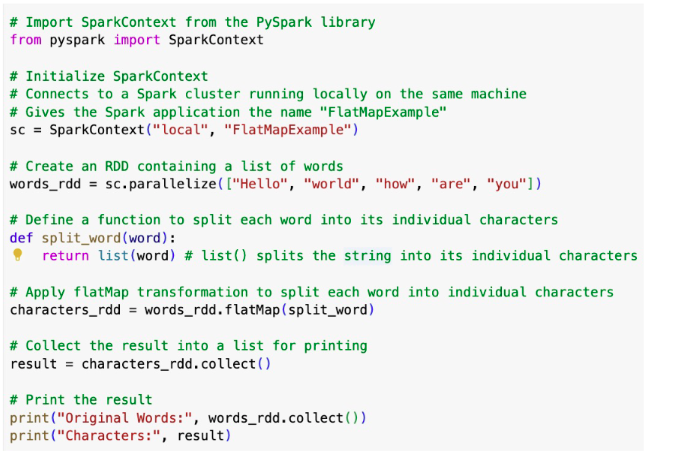 # Import SparkContext from the PySpark library
from pyspark import SparkContext

# Initialize SparkContext
# Connects to a Spark cluster running locally on the same machine
# Gives the Spark application the name "FlatMapExample"
sc = SparkContext("local", "FlatMapExample")

# Create an RDD containing a list of words
words_rdd = sc.parallelize(["Hello", "world", "how", "are", "you"])

# Define a function to split each word into its individual characters
def split_word(word):
    return list(word) # list() splits the string into its individual characters

# Apply flatMap transformation to split each word into individual characters
characters_rdd = words_rdd.flatMap(split_word)

# Collect the result into a list for printing
result = characters_rdd.collect()

# Print the result
print("Original Words:", words_rdd.collect())
print("Characters:", result)